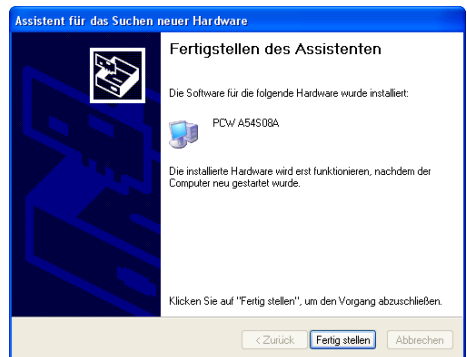 Assistent für das Suchen neuer Hardware
Fertigstellen des Assistenten
Die Software für die folgende Hardware wurde installiert:
PCW A54S08A
Die installierte Hardware wird erst funktionieren, nachdem der
Computer neu gestartet wurde.
Klicken Sie auf "Fertig stellen", um den Vorgang abzuschließen.
< Zurück Fertig stellen Abbrechen